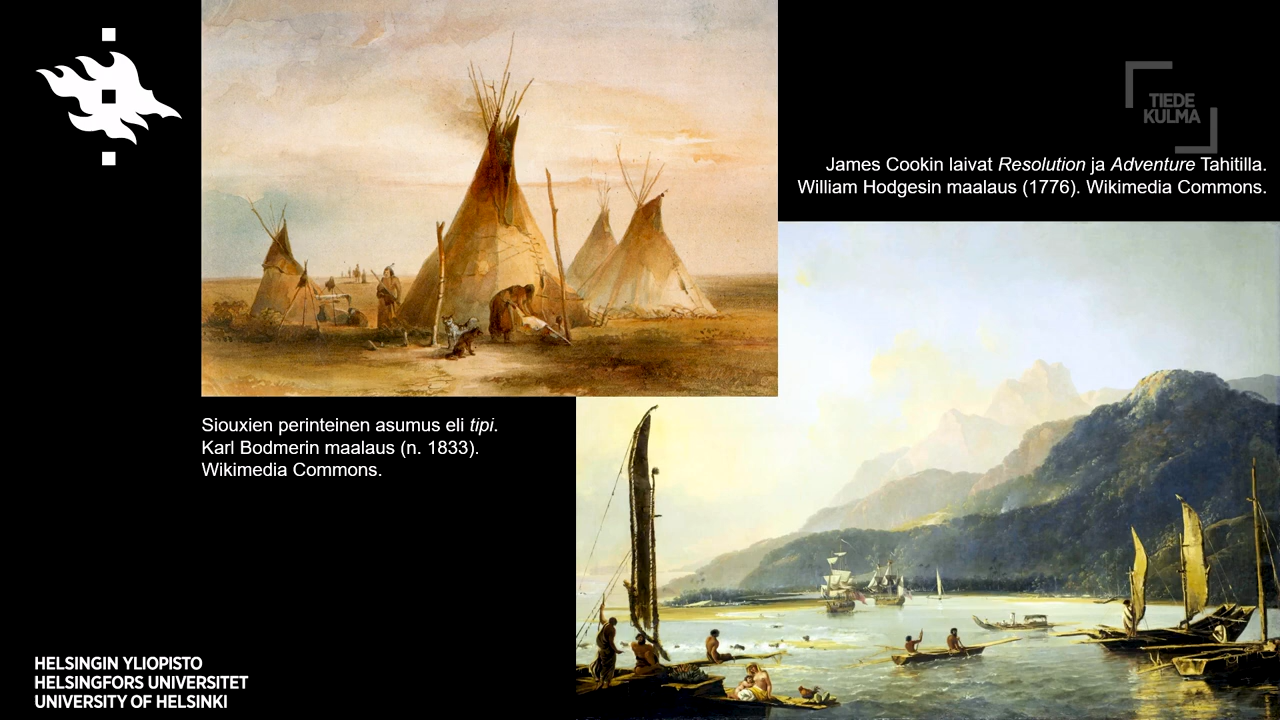 TIEDE
KULMA
James Cookin laivat Resolution ja Adventure Tahitilla.
William Hodgesin maalaus (1776). Wikimedia Commons.
Siouxien perinteinen asumus eli tipi.
Karl Bodmerin maalaus (n. 1833).
Wikimedia Commons.
HELSINGIN YLIOPISTO
HELSINGFORS UNIVERSITET
UNIVERSITY OF HELSINKI